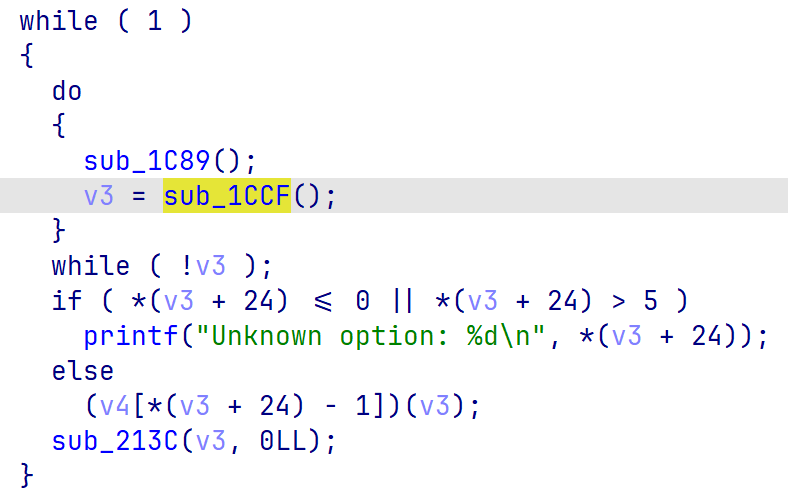 while ( 1 )
{
  do
  {
    sub_1C89();
    v3 = sub_1CCF();
  }
  while ( !v3 );
  if ( *(v3 + 24) <= 0 || *(v3 + 24) > 5 )
    printf("Unknown option: %d\n", *(v3 + 24));
  else
    (v4[*(v3 + 24) - 1])(v3);
  sub_213C(v3, 0LL);
}